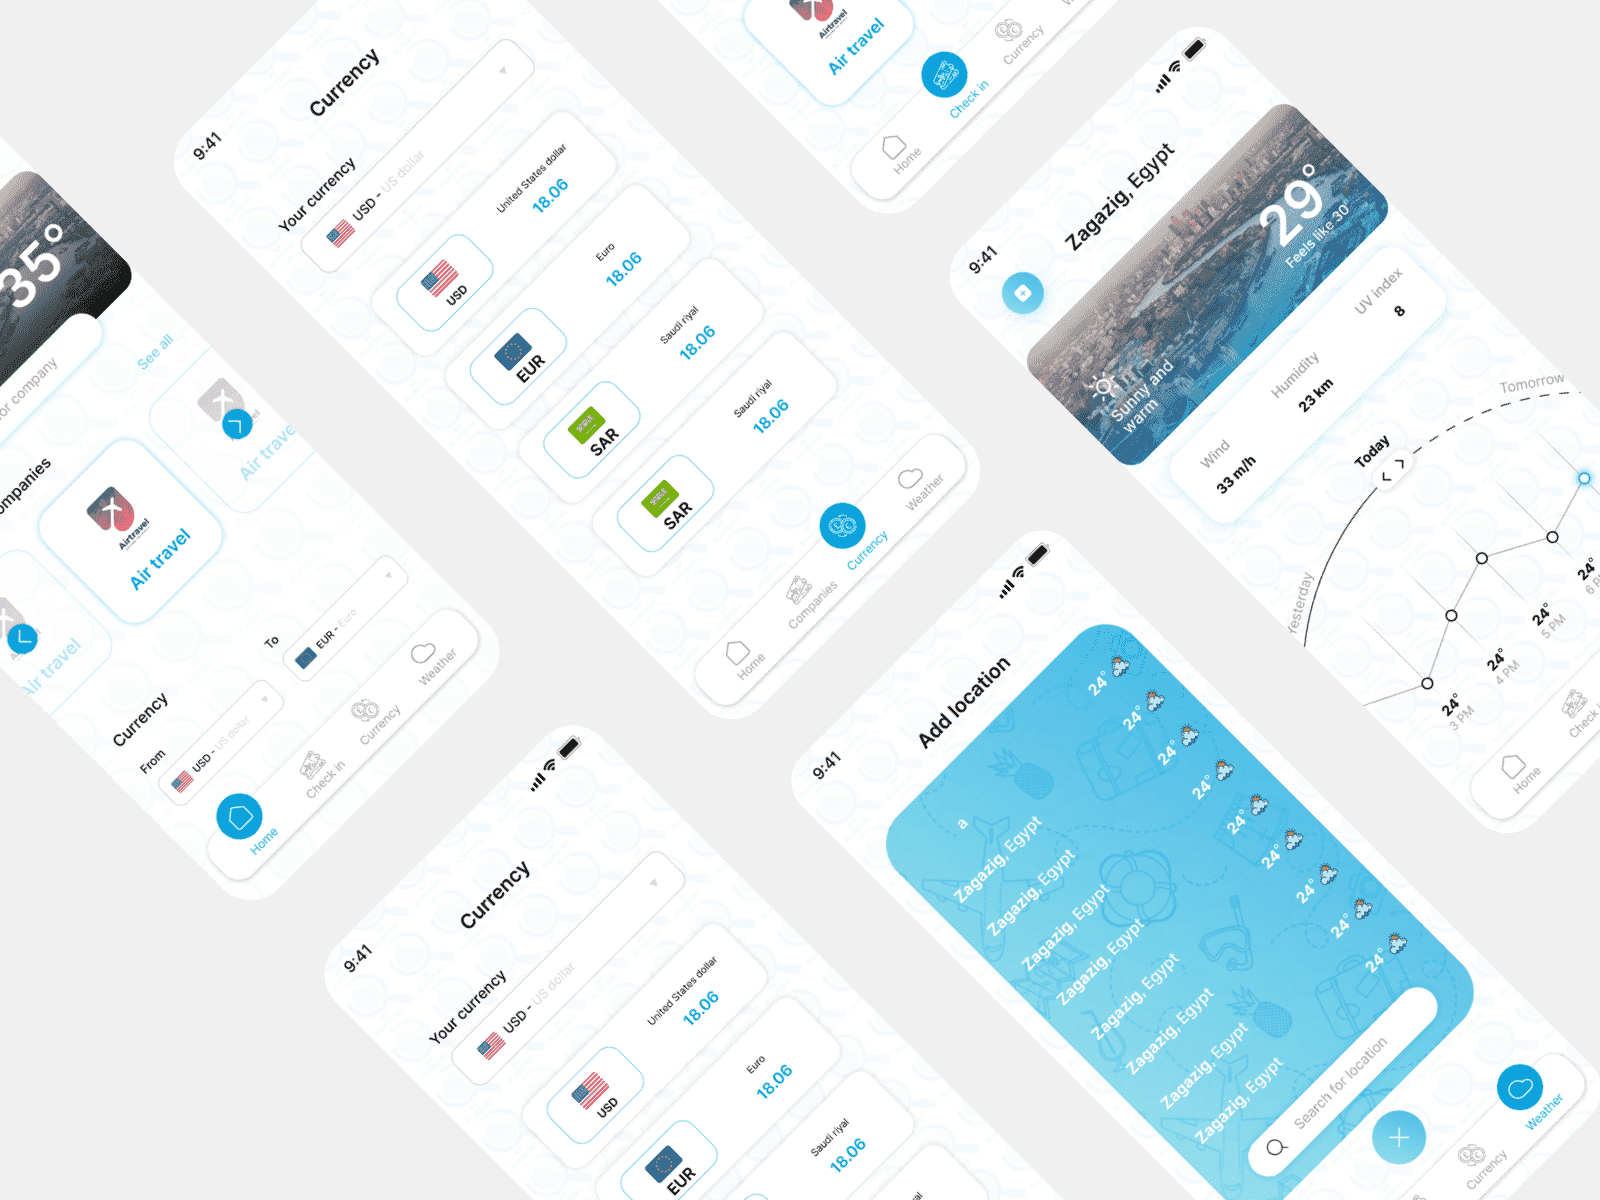 35°
or company
See all
ompanies
Airtravel
Air travel
Air travel
Air travel
Currency
From
USD - US dollar
To
EUR - Euro
Home
Check in
Currency
Weather
9:41
Currency
Your currency
USD - US dollar
USD
United States dollar
18.06
EUR
Euro
18.06
SAR
Saudi riyal
18.06
SAR
Saudi riyal
18.06
Home
Companies
Currency
Weather
Airtravel
Air travel
Home
Check in
Currency
9:41
Zagazig, Egypt
29°
Feels like 30°
Sunny and
warm
Wind
33 m/h
Humidity
23 km
UV index
8
Yesterday
Today
Tomorrow
24°
3 PM
24°
4 PM
24°
5 PM
24°
Home
Check i
9:41
Currency
Your currency
USD - US dollar
USD
United States dollar
18.06
EUR
Euro
18.06
Saudi riyal
18.06
9:41
Add location
a
24°
Zagazig, Egypt
24°
Zagazig, Egypt
24°
Zagazig, Egypt
24°
Zagazig, Egypt
24°
Zagazig, Egypt
24°
Zagazig, Egypt
24°
Zagazig, Egypt
24°
Zagazig, Egypt
24°
Search for location
Currency
Weather